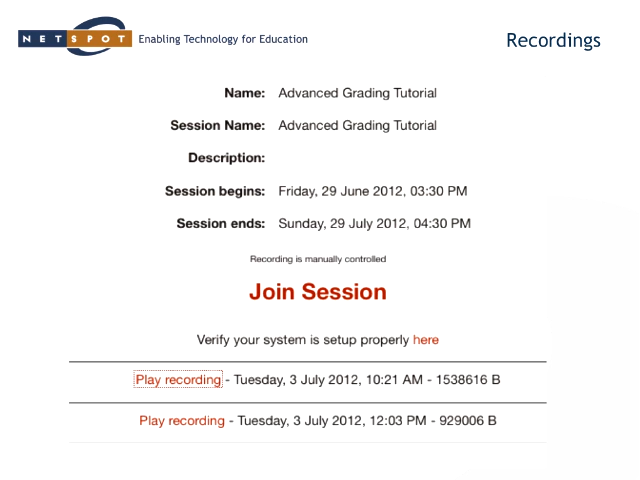 NETSPOT Enabling Technology for Education
Recordings
Name: Advanced Grading Tutorial
Session Name: Advanced Grading Tutorial
Description:
Session begins: Friday, 29 June 2012, 03:30 PM
Session ends: Sunday, 29 July 2012, 04:30 PM
Recording is manually controlled
Join Session
Verify your system is setup properly here
Play recording - Tuesday, 3 July 2012, 10:21 AM - 1538616 B
Play recording - Tuesday, 3 July 2012, 12:03 PM - 929006 B